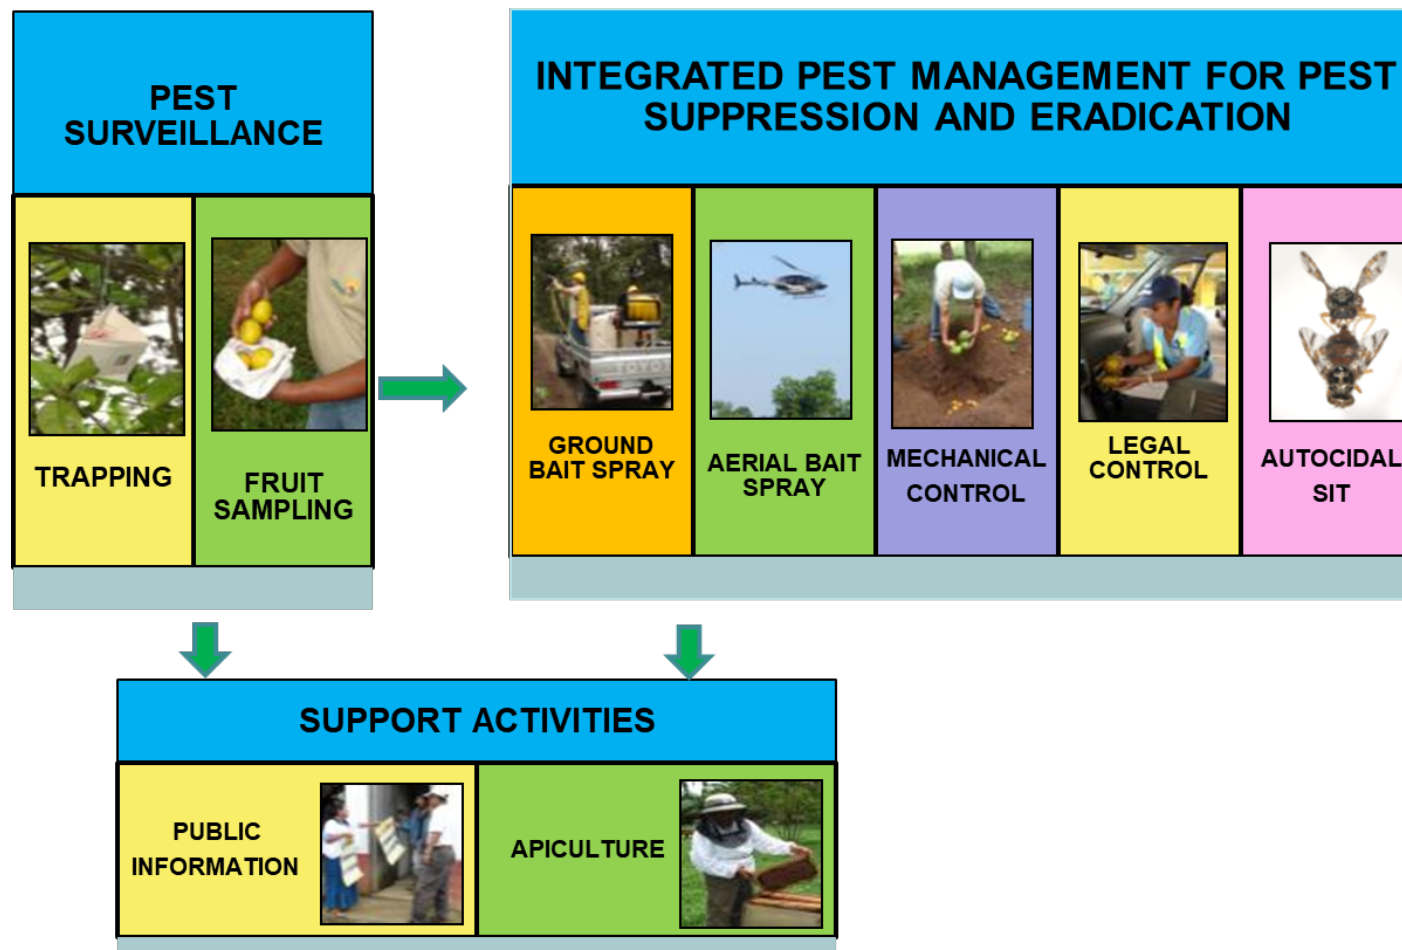 PEST
SURVEILLANCE
TRAPPING
FRUIT
SAMPLING
INTEGRATED PEST MANAGEMENT FOR PEST
SUPPRESSION AND ERADICATION
GROUND
BAIT SPRAY
AERIAL BAIT
SPRAY
MECHANICAL
CONTROL
LEGAL
CONTROL
AUTOCIDAL
SIT
SUPPORT ACTIVITIES
PUBLIC
INFORMATION
APICULTURE